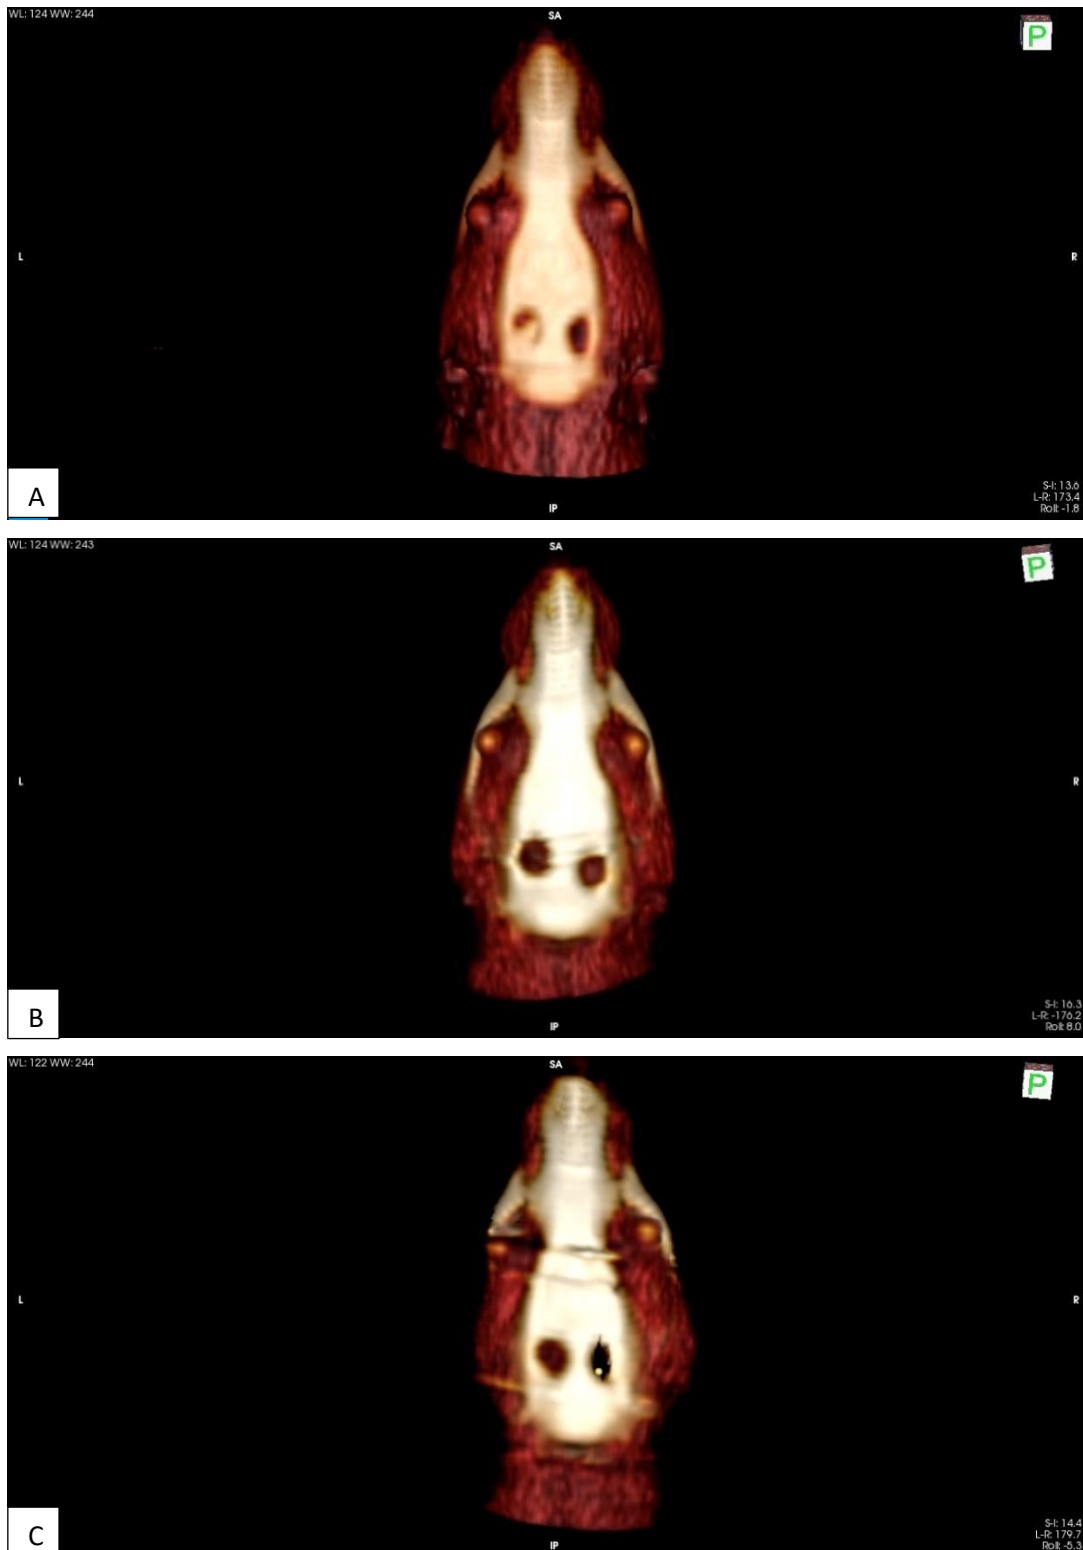 WL: 124 WW: 244
SA
P
L
R
S-I: 13.6
L-R: 173.4
Roll: -1.8
IP
A
WL: 124 WW: 243
SA
P
L
R
S-I: 16.3
L-R: -176.2
Roll: 8.0
IP
B
WL: 122 WW: 244
SA
P
L
R
S-I: 14.4
L-R: 179.7
Roll: -5.3
IP
C